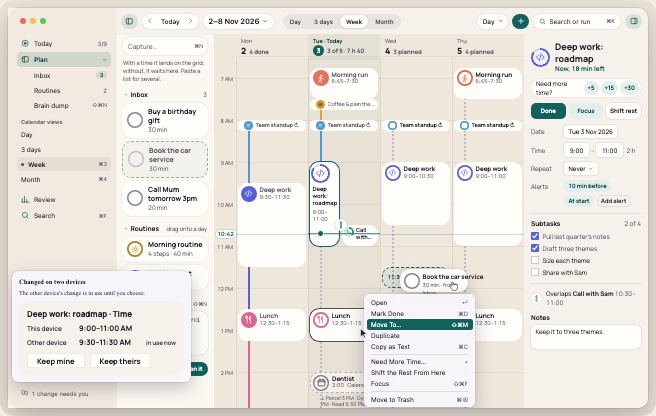 Today 3/9
Plan
Inbox 3
Routines 2
Brain dump ⇧⌘N
Calendar views
Day
3 days
Week ⌘3
Month ⌘4
Review
Search ⌘F
1 change needs you
Changed on two devices
The other device's change is in use until you choose.
Deep work: roadmap · Time
This device 9:00–11:00 AM
Other device 9:30–11:30 AM in use now
Keep mine Keep theirs
Today
2–8 Nov 2026
Day 3 days Week Month
Day
Search or run ⌘K
Capture... ⌘N
With a time it lands on the grid;
without, it waits here. Paste a
list for several.
Inbox 3
Buy a birthday
gift
30 min
Book the car
service
30 min
Call Mum
tomorrow 3pm
20 min
Routines drag onto a day
Morning routine
4 steps · 40 min
Mon
2 4 done
Tue · Today
3 3 of 9 · 7 h 40
Wed
4 3 planned
Thu
5 4 planned
7 AM
8 AM
9 AM
10 AM
10:42
11 AM
12 PM
1 PM
2 PM
Team standup
Deep work
9:30–11:30
Lunch
12:30–1:15
Morning run
6:45–7:30
Coffee & plan the ...
Team standup
Deep
work:
roadmap
9:00–
11:00
Call
with...
Lunch
12:30–1:15
Dentist
2:00 · Calen
Team standup
Deep work
9:00–10:30
Book the car service
30 min · from
Morning run
6:45–7:30
Team standup
Deep work
9:00–11:00
Open
Mark Done ⌘D
Move To... ⇧⌘M
Duplicate
Copy as Text ⌘C
Need More Time...
Shift the Rest From Here
Focus ⇧⌘F
Move to Trash
Deep work:
roadmap
Now, 18 min left
Need more
time?
+5 +15 +30
Done Focus Shift rest
Date Tue 3 Nov 2026
Time 9:00 – 11:00 2 h
Repeat Never
Alerts 10 min before
At start Add alert
Subtasks 2 of 4
Pull last quarter's notes
Draft three themes
Size each theme
Share with Sam
Overlaps Call with Sam 10:30–
11:00
Notes
Keep it to three themes.